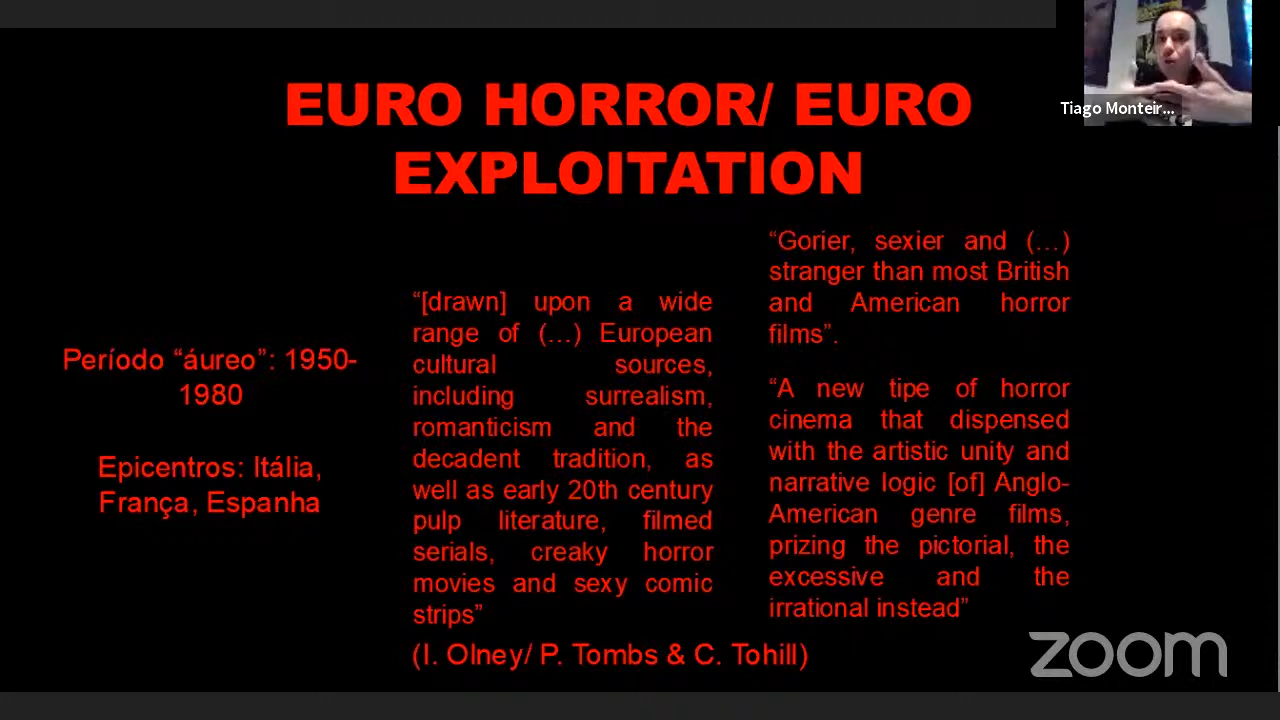 Tiago Monteir...
EURO HORROR/ EURO
EXPLOITATION
Período “áureo”: 1950-
1980
Epicentros: Itália,
França, Espanha
“[drawn] upon a wide
range of (…) European
cultural sources,
including surrealism,
romanticism and the
decadent tradition, as
well as early 20th century
pulp literature, filmed
serials, creaky horror
movies and sexy comic
strips”
“Gorier, sexier and (…)
stranger than most British
and American horror
films”.
“A new tipe of horror
cinema that dispensed
with the artistic unity and
narrative logic [of] Anglo-
American genre films,
prizing the pictorial, the
excessive and the
irrational instead”
(I. Olney/ P. Tombs & C. Tohill)
zoom